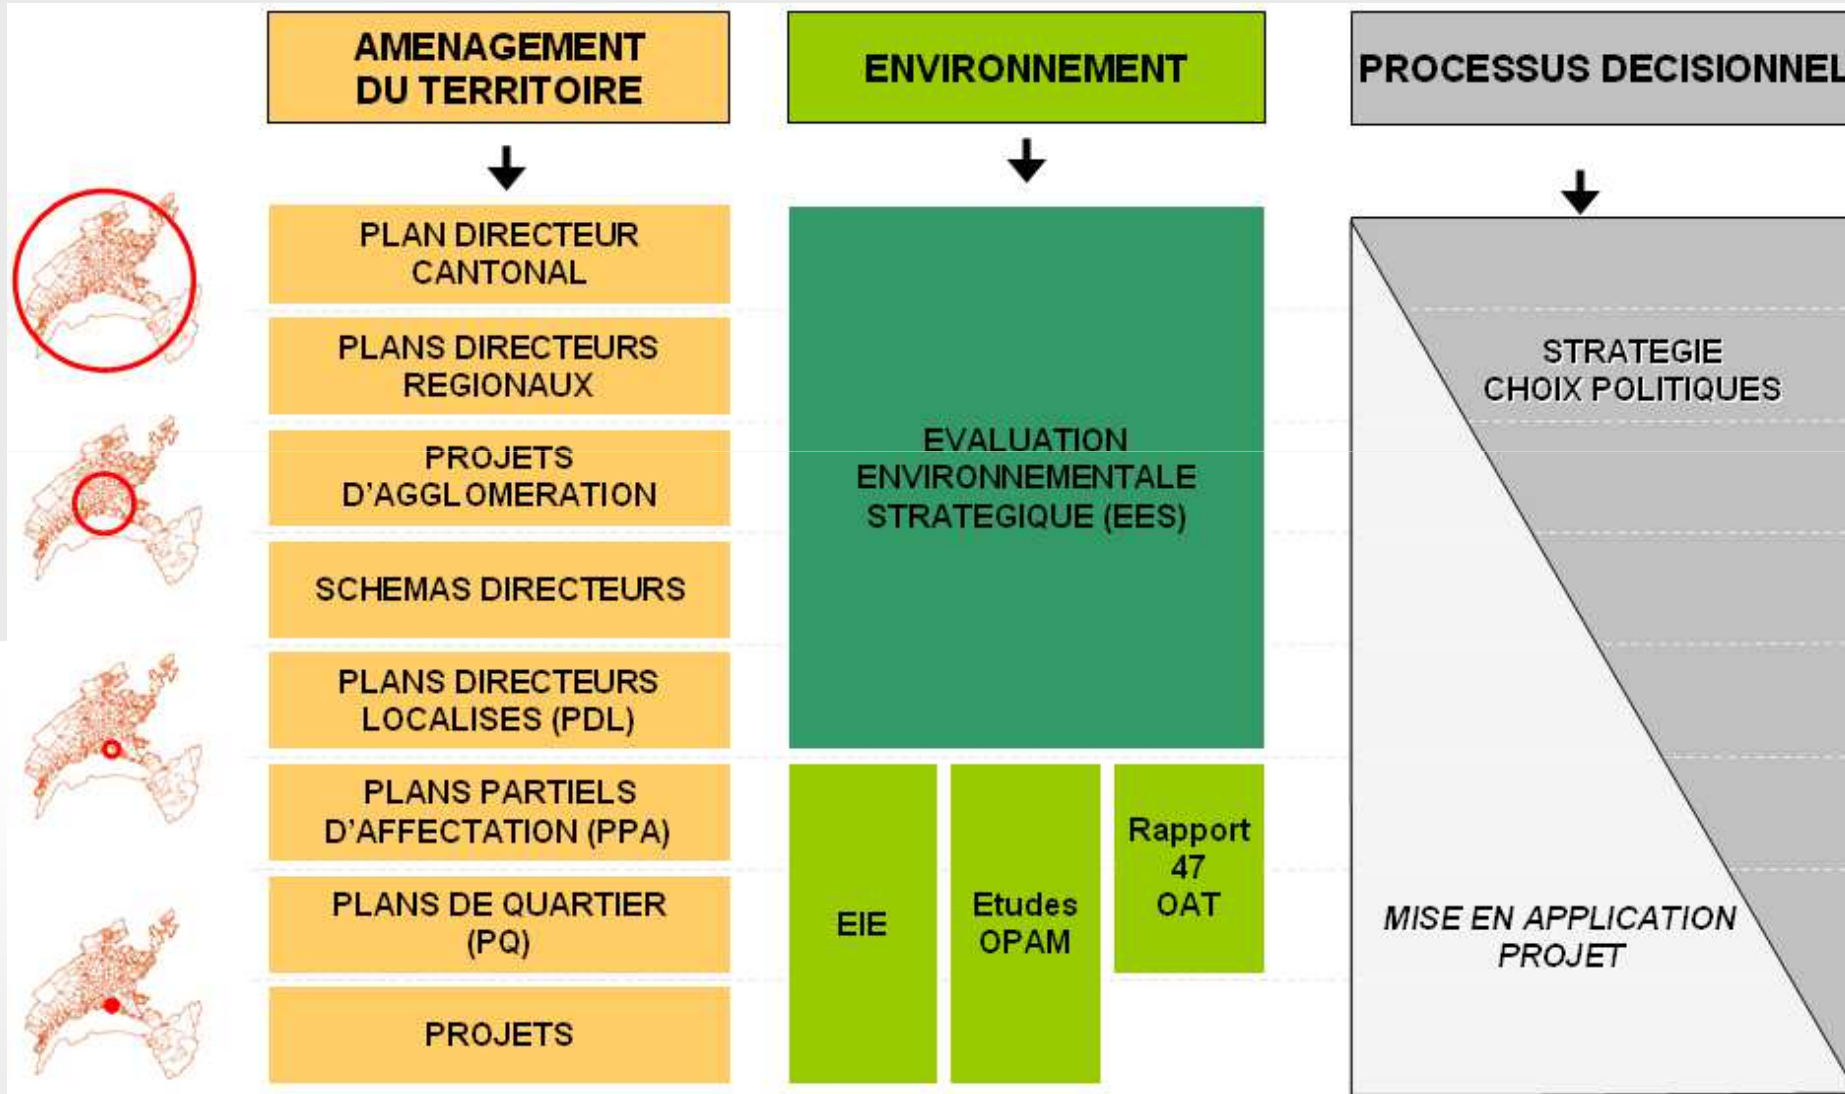 AMENAGEMENT
DU TERRITOIRE
ENVIRONNEMENT
PROCESSUS DECISIONNEL
PLAN DIRECTEUR
CANTONAL
PLANS DIRECTEURS
REGIONAUX
PROJETS
D'AGGLOMERATION
SCHEMAS DIRECTEURS
PLANS DIRECTEURS
LOCALISES (PDL)
PLANS PARTIELS
D'AFFECTATION (PPA)
PLANS DE QUARTIER
(PQ)
PROJETS
EVALUATION
ENVIRONNEMENTALE
STRATEGIQUE (EES)
EIE
Etudes
OPAM
Rapport
47
OAT
STRATEGIE
CHOIX POLITIQUES
MISE EN APPLICATION
PROJET